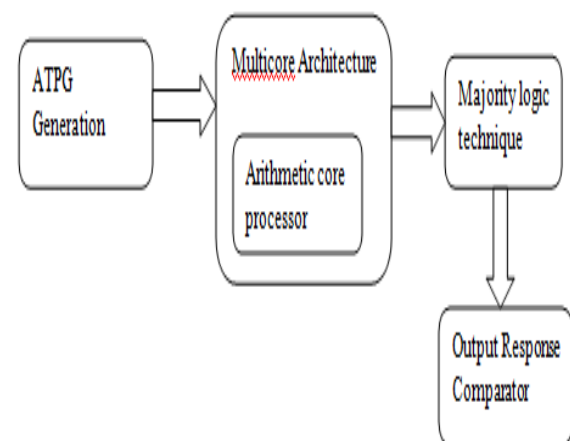 ATPG
Generation
Multicore Architecture
Arithmetic core
processor
Majority logic
technique
Output Response
Comparator